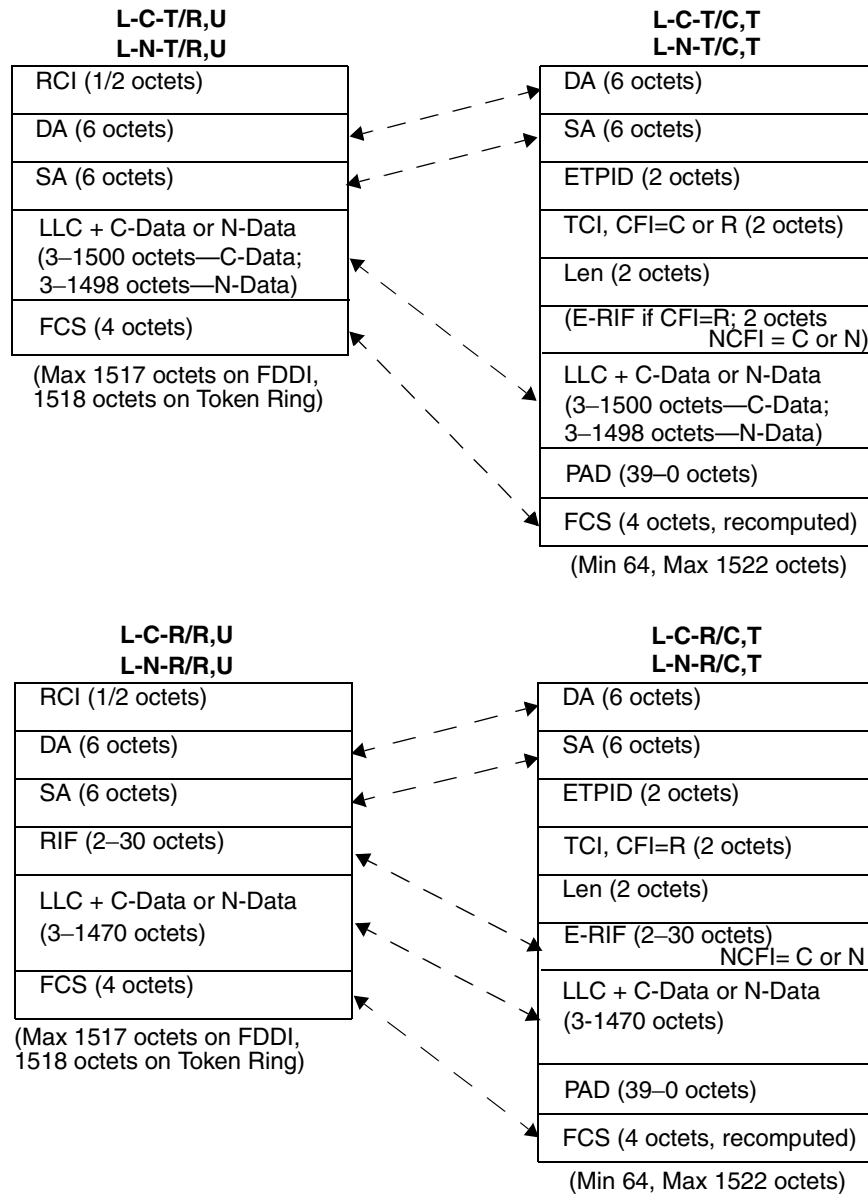 L-C-T/R,U
L-N-T/R,U
RCI (1/2 octets)
DA (6 octets)
SA (6 octets)
LLC + C-Data or N-Data
(3–1500 octets—C-Data;
3–1498 octets—N-Data)
FCS (4 octets)
(Max 1517 octets on FDDI,
1518 octets on Token Ring)
L-C-T/C,T
L-N-T/C,T
DA (6 octets)
SA (6 octets)
ETPID (2 octets)
TCI, CFI=C or R (2 octets)
Len (2 octets)
(E-RIF if CFI=R; 2 octets
NCFI = C or N)
LLC + C-Data or N-Data
(3–1500 octets—C-Data;
3–1498 octets—N-Data)
PAD (39–0 octets)
FCS (4 octets, recomputed)
(Min 64, Max 1522 octets)
L-C-R/R,U
L-N-R/R,U
RCI (1/2 octets)
DA (6 octets)
SA (6 octets)
RIF (2–30 octets)
LLC + C-Data or N-Data
(3–1470 octets)
FCS (4 octets)
(Max 1517 octets on FDDI,
1518 octets on Token Ring)
L-C-R/C,T
L-N-R/C,T
DA (6 octets)
SA (6 octets)
ETPID (2 octets)
TCI, CFI=R (2 octets)
Len (2 octets)
E-RIF (2–30 octets)
NCFI= C or N
LLC + C-Data or N-Data
(3-1470 octets)
PAD (39–0 octets)
FCS (4 octets, recomputed)
(Min 64, Max 1522 octets)